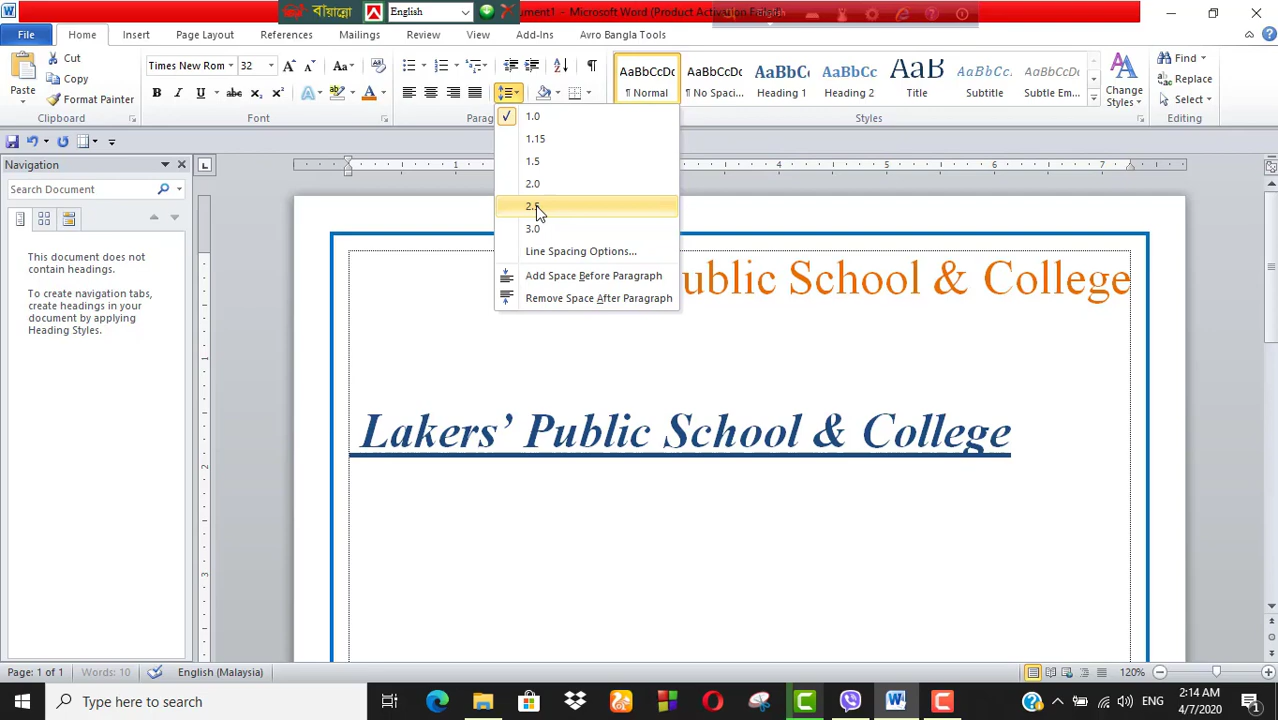 বায়ান্নো English
Document1 - Microsoft Word (Product Activation Failed)
File Home Insert Page Layout References Mailings Review View Add-Ins Avro Bangla Tools
Paste
Cut
Copy
Format Painter
Clipboard
Times New Rom 32
B I U
Font
Paragr
AaBbCcDc
¶ Normal
AaBbCcDc
¶ No Spaci...
AaBbCc
Heading 1
AaBbCc
Heading 2
AaB
Title
AaBbCc.
Subtitle
AaBbCcDc
Subtle Em...
Change
Styles
Styles
Find
Replace
Select
Editing
1.0
1.15
1.5
2.0
2.5
3.0
Line Spacing Options...
Add Space Before Paragraph
Remove Space After Paragraph
Navigation
Search Document
This document does not
contain headings.
To create navigation tabs,
create headings in your
document by applying
Heading Styles.
ublic School & College
Lakers’ Public School & College
Page: 1 of 1 Words: 10 English (Malaysia) 120%
Type here to search
ENG
2:14 AM
4/7/2020